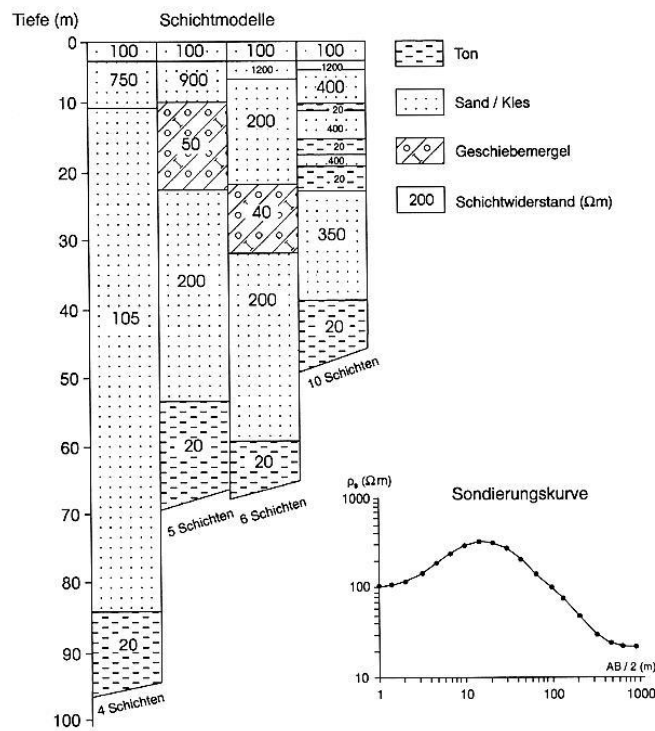 Tiefe (m)
Schichtmodelle
0
10
20
30
40
50
60
70
80
90
100
100
750
105
20
4 Schichten
100
900
50
200
20
5 Schichten
100
1200
200
40
200
20
6 Schichten
100
1200
400
20
400
20
400
20
350
20
10 Schichten
Ton
Sand / Kies
Geschiebemergel
200 Schichtwiderstand (Ωm)
ρs (Ωm)
Sondierungskurve
1000
100
10
AB / 2 (m)
1 10 100 1000